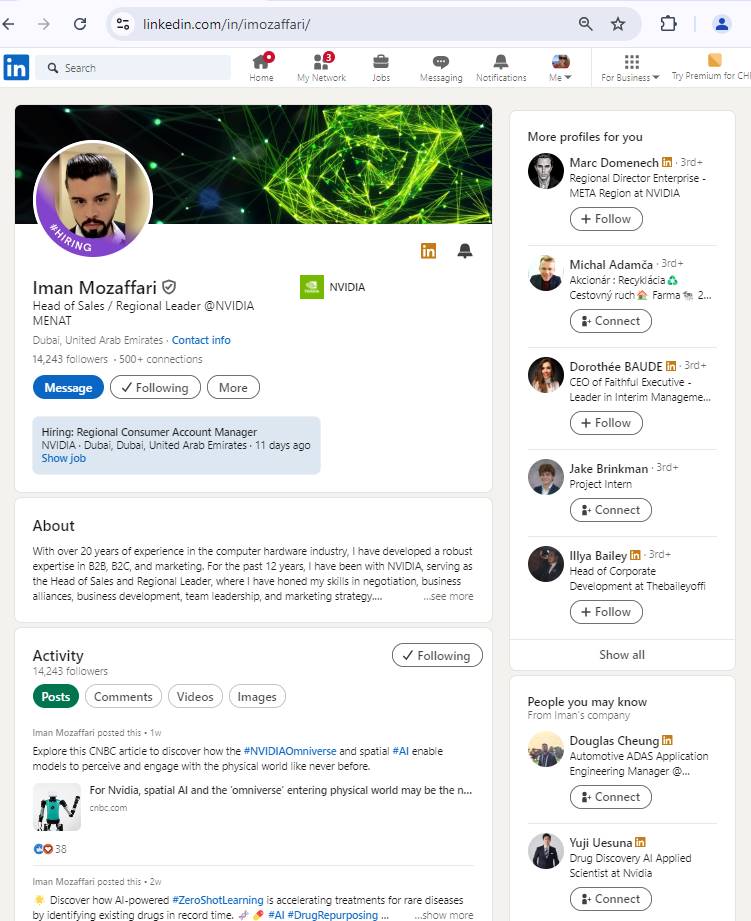 linkedin.com/in/imozaffari/
in
Search
Home
3
My Network
Jobs
Messaging
Notifications
Me
For Business
Try Premium for CHI
#HIRING
in
Iman Mozaffari
NVIDIA
Head of Sales / Regional Leader @NVIDIA
MENAT
Dubai, United Arab Emirates · Contact info
14,243 followers · 500+ connections
Message
Following
More
Hiring: Regional Consumer Account Manager
NVIDIA · Dubai, Dubai, United Arab Emirates · 11 days ago
Show job
About
With over 20 years of experience in the computer hardware industry, I have developed a robust
expertise in B2B, B2C, and marketing. For the past 12 years, I have been with NVIDIA, serving as
the Head of Sales and Regional Leader, where I have honed my skills in negotiation, business
alliances, business development, team leadership, and marketing strategy.... ...see more
Activity
14,243 followers
Following
Posts
Comments
Videos
Images
Iman Mozaffari posted this • 1w
Explore this CNBC article to discover how the #NVIDIAOmniverse and spatial #AI enable
models to perceive and engage with the physical world like never before.
For Nvidia, spatial AI and the 'omniverse' entering physical world may be the n...
cnbc.com
38
Iman Mozaffari posted this • 2w
Discover how AI-powered #ZeroShotLearning is accelerating treatments for rare diseases
by identifying existing drugs in record time. #AI #DrugRepurposing ... ...show more
More profiles for you
Marc Domenech in · 3rd+
Regional Director Enterprise -
META Region at NVIDIA
+ Follow
Michal Adamča · 3rd+
Akcionár : Recyklácia
Cestovný ruch Farma 2...
Connect
Dorothée BAUDE in · 3rd+
CEO of Faithful Executive -
Leader in Interim Manageme...
+ Follow
Jake Brinkman · 3rd+
Project Intern
Connect
Illya Bailey in · 3rd+
Head of Corporate
Development at Thebaileyoffi
+ Follow
Show all
People you may know
From Iman's company
Douglas Cheung in
Automotive ADAS Application
Engineering Manager @...
Connect
Yuji Uesuna in
Drug Discovery AI Applied
Scientist at Nvidia
Connect